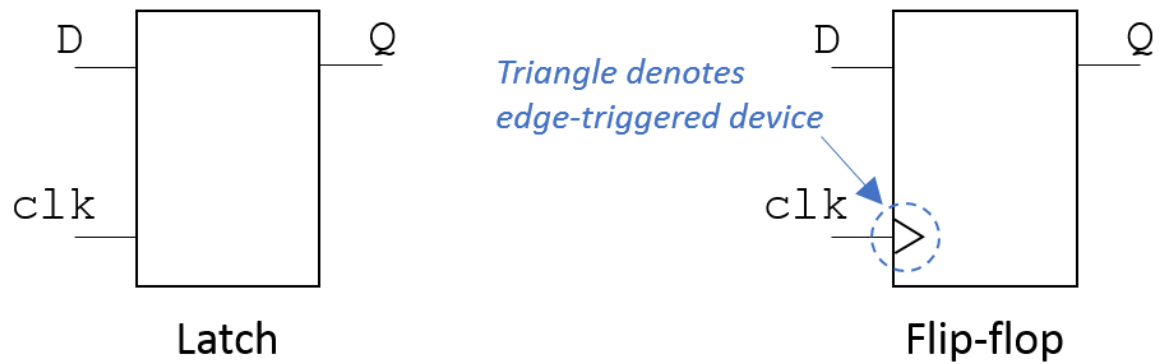 D
Q
clk
Latch
Triangle denotes
edge-triggered device
D
Q
clk
Flip-flop